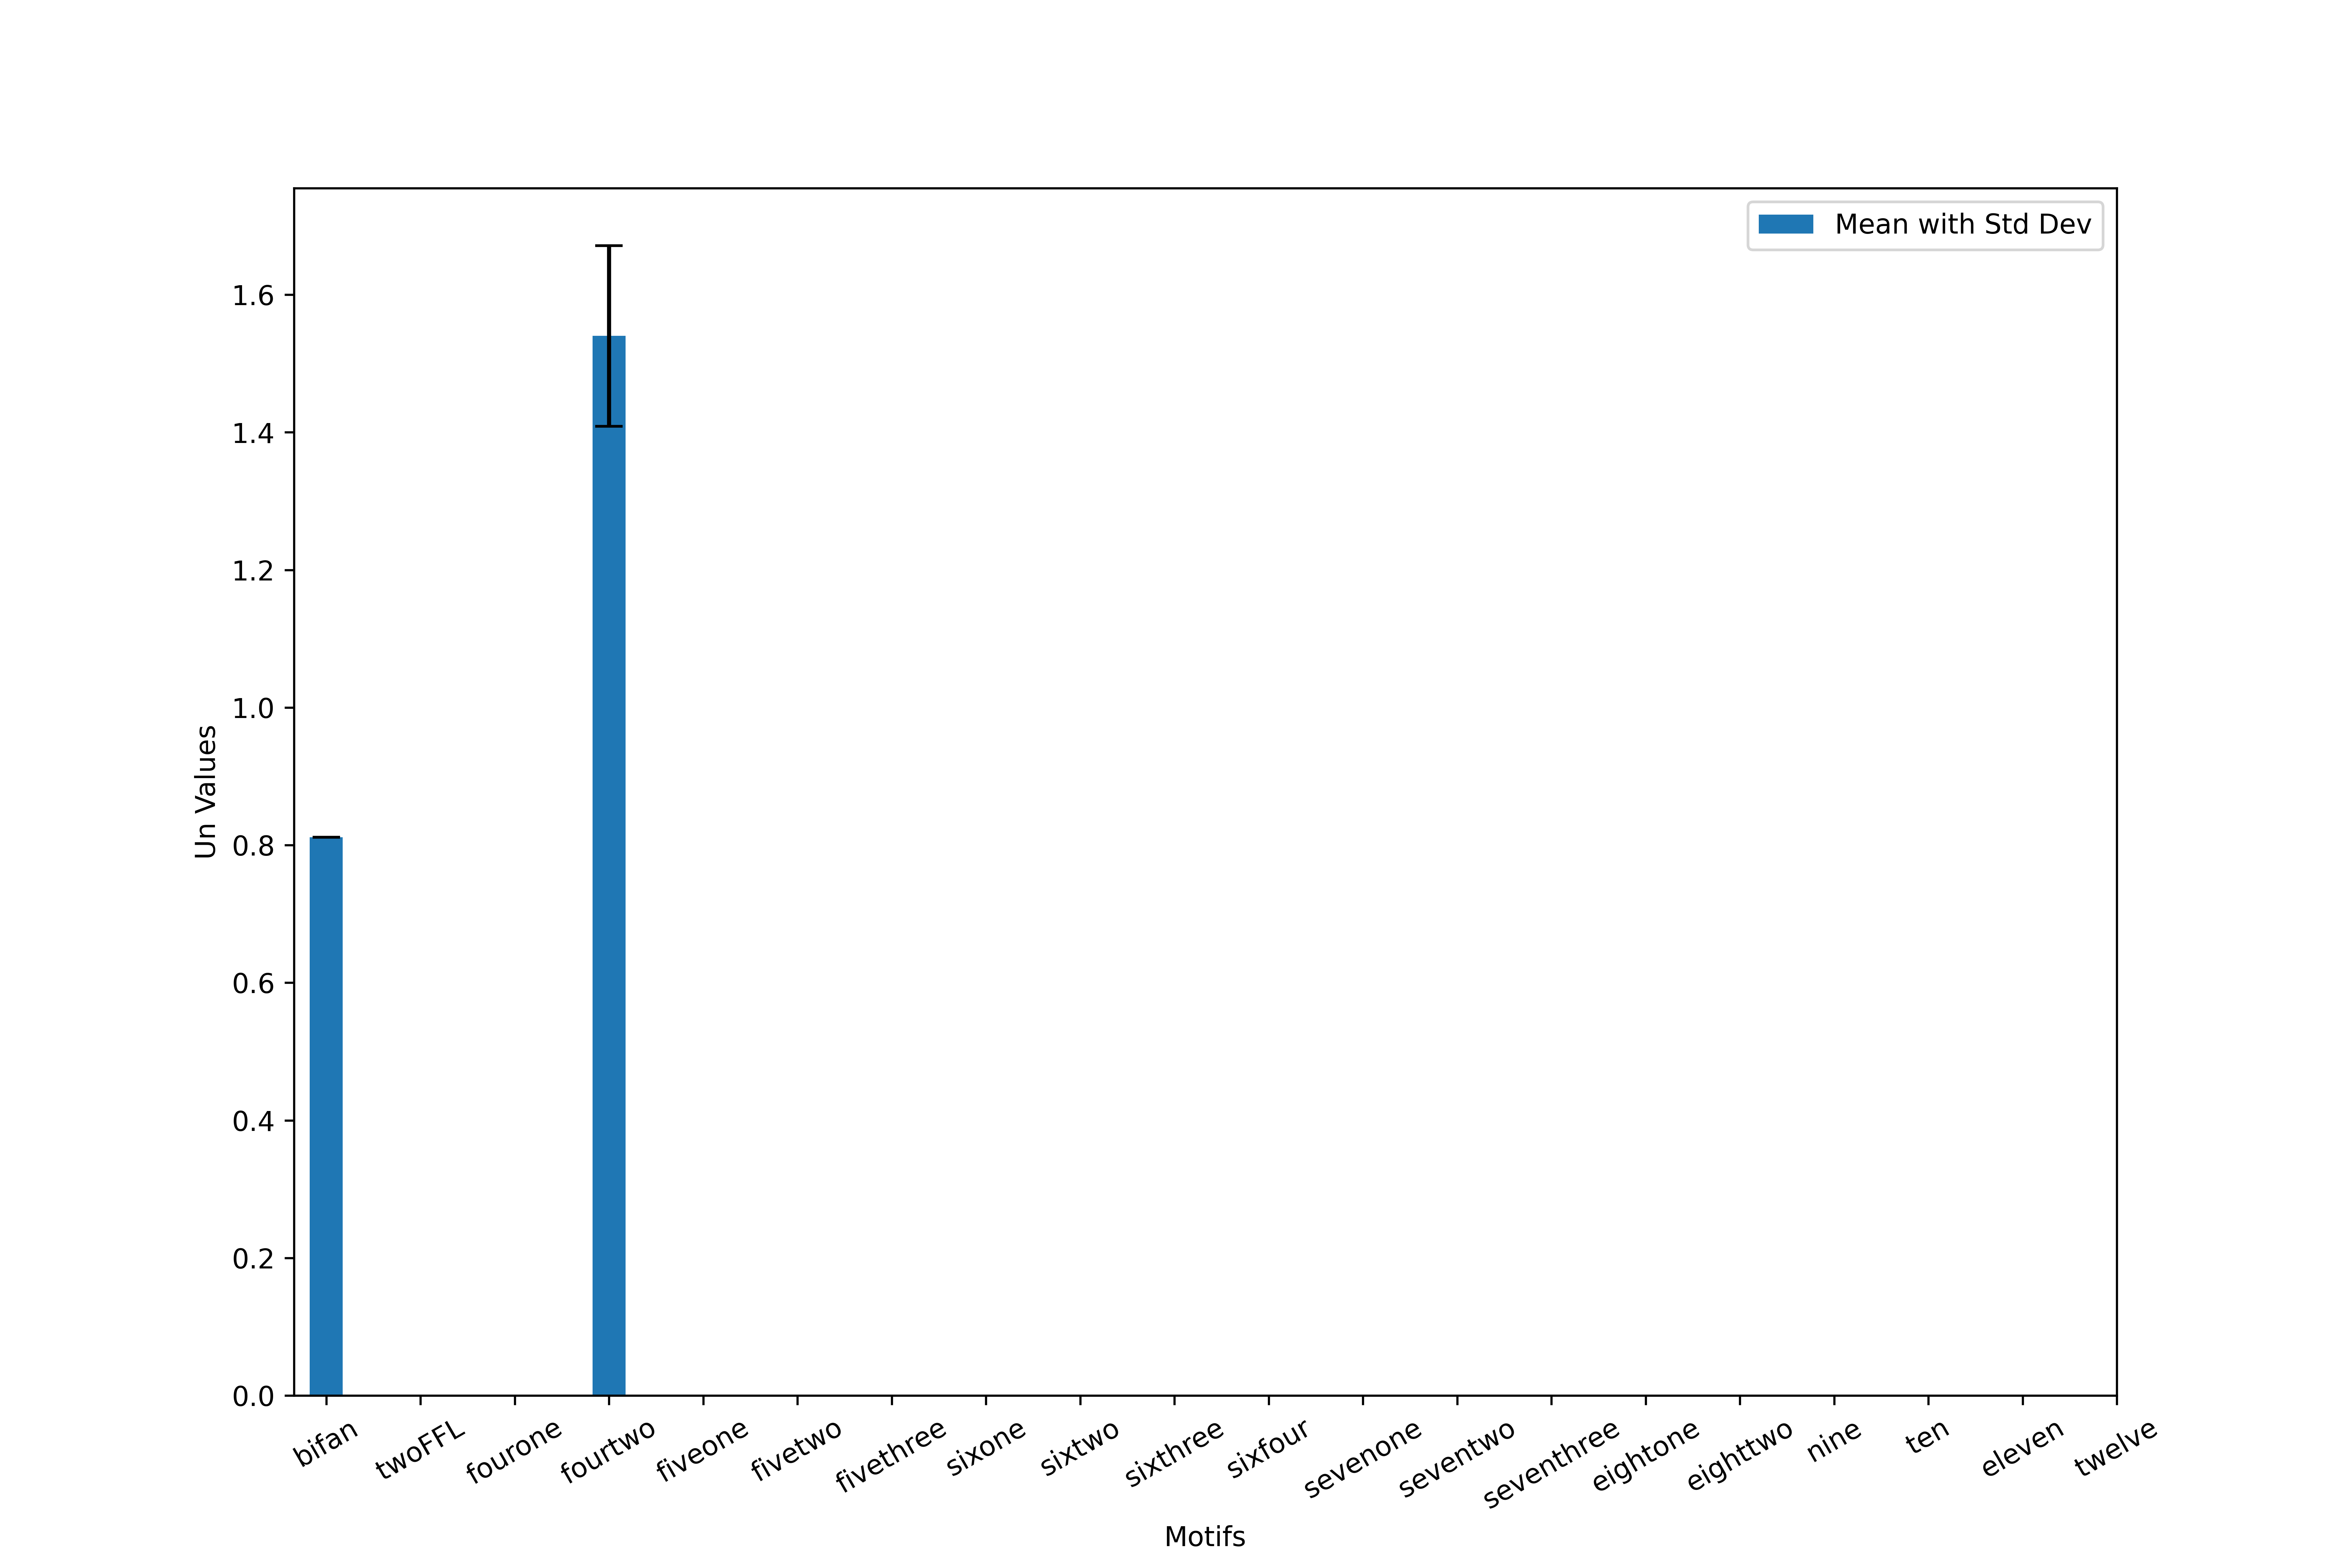 Mean with Std Dev
1.6
1.4
1.2
1.0
0.8
0.6
0.4
0.2
0.0
Un Values
bifan
twoFFL
fourone
fourtwo
fiveone
fivetwo
fivethree
sixone
sixtwo
sixthree
sixfour
sevenone
seventwo
seventhree
eightone
eighttwo
nine
ten
eleven
twelve
Motifs